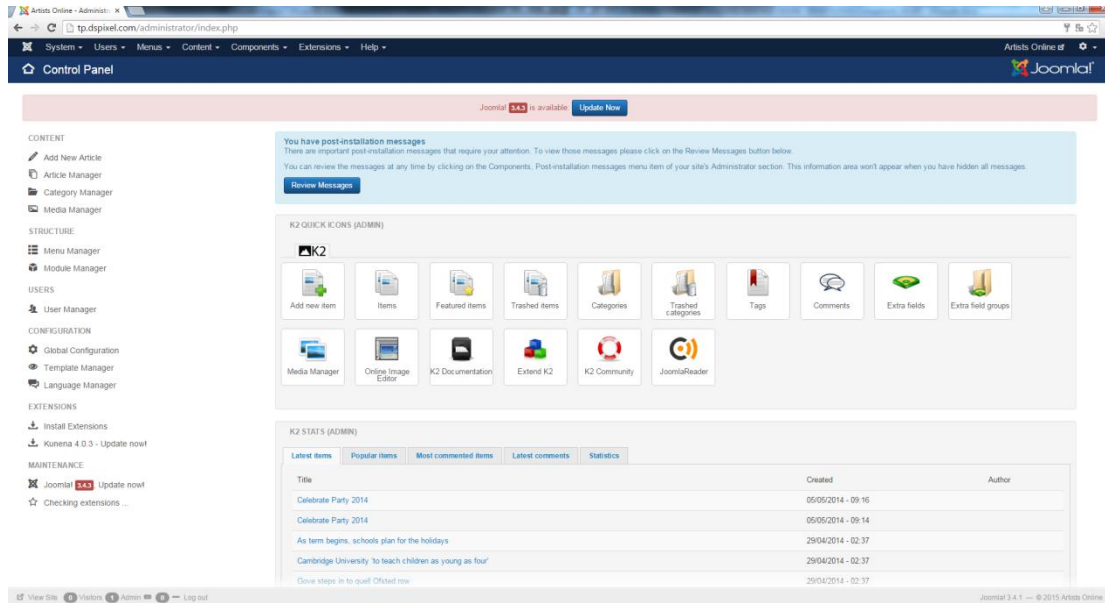 Artists Online - Administr
tp.dspixel.com/administrator/index.php
System Users Menus Content Components Extensions Help Artists Online
Control Panel Joomla!
Joomla! 3.4.3 is available: Update Now
CONTENT
Add New Article
Article Manager
Category Manager
Media Manager
STRUCTURE
Menu Manager
Module Manager
USERS
User Manager
CONFIGURATION
Global Configuration
Template Manager
Language Manager
EXTENSIONS
Install Extensions
Kunena 4.0.3 - Update now!
MAINTENANCE
Joomla! 3.4.3 Update now!
Checking extensions ...
You have post-installation messages
There are important post-installation messages that require your attention. To view those messages please click on the Review Messages button below.
You can review the messages at any time by clicking on the Components, Post-installation messages menu item of your site's Administrator section. This information area won't appear when you have hidden all messages.
Review Messages
K2 QUICK ICONS (ADMIN)
K2
Add new item Items Featured items Trashed items Categories Trashed categories Tags Comments Extra fields Extra field groups
Media Manager Online Image Editor K2 Documentation Extend K2 K2 Community JoomlaReader
K2 STATS (ADMIN)
Latest items Popular items Most commented items Latest comments Statistics
Title Created Author
Celebrate Party 2014 05/05/2014 - 09:16
Celebrate Party 2014 05/05/2014 - 09:14
As term begins, schools plan for the holidays 29/04/2014 - 02:37
Cambridge University 'to teach children as young as four' 29/04/2014 - 02:37
Gove steps in to quell Ofsted row 29/04/2014 - 02:37
View Site 0 Visitors 1 Admin 0 Log out Joomla! 3.4.1 — © 2015 Artists Online